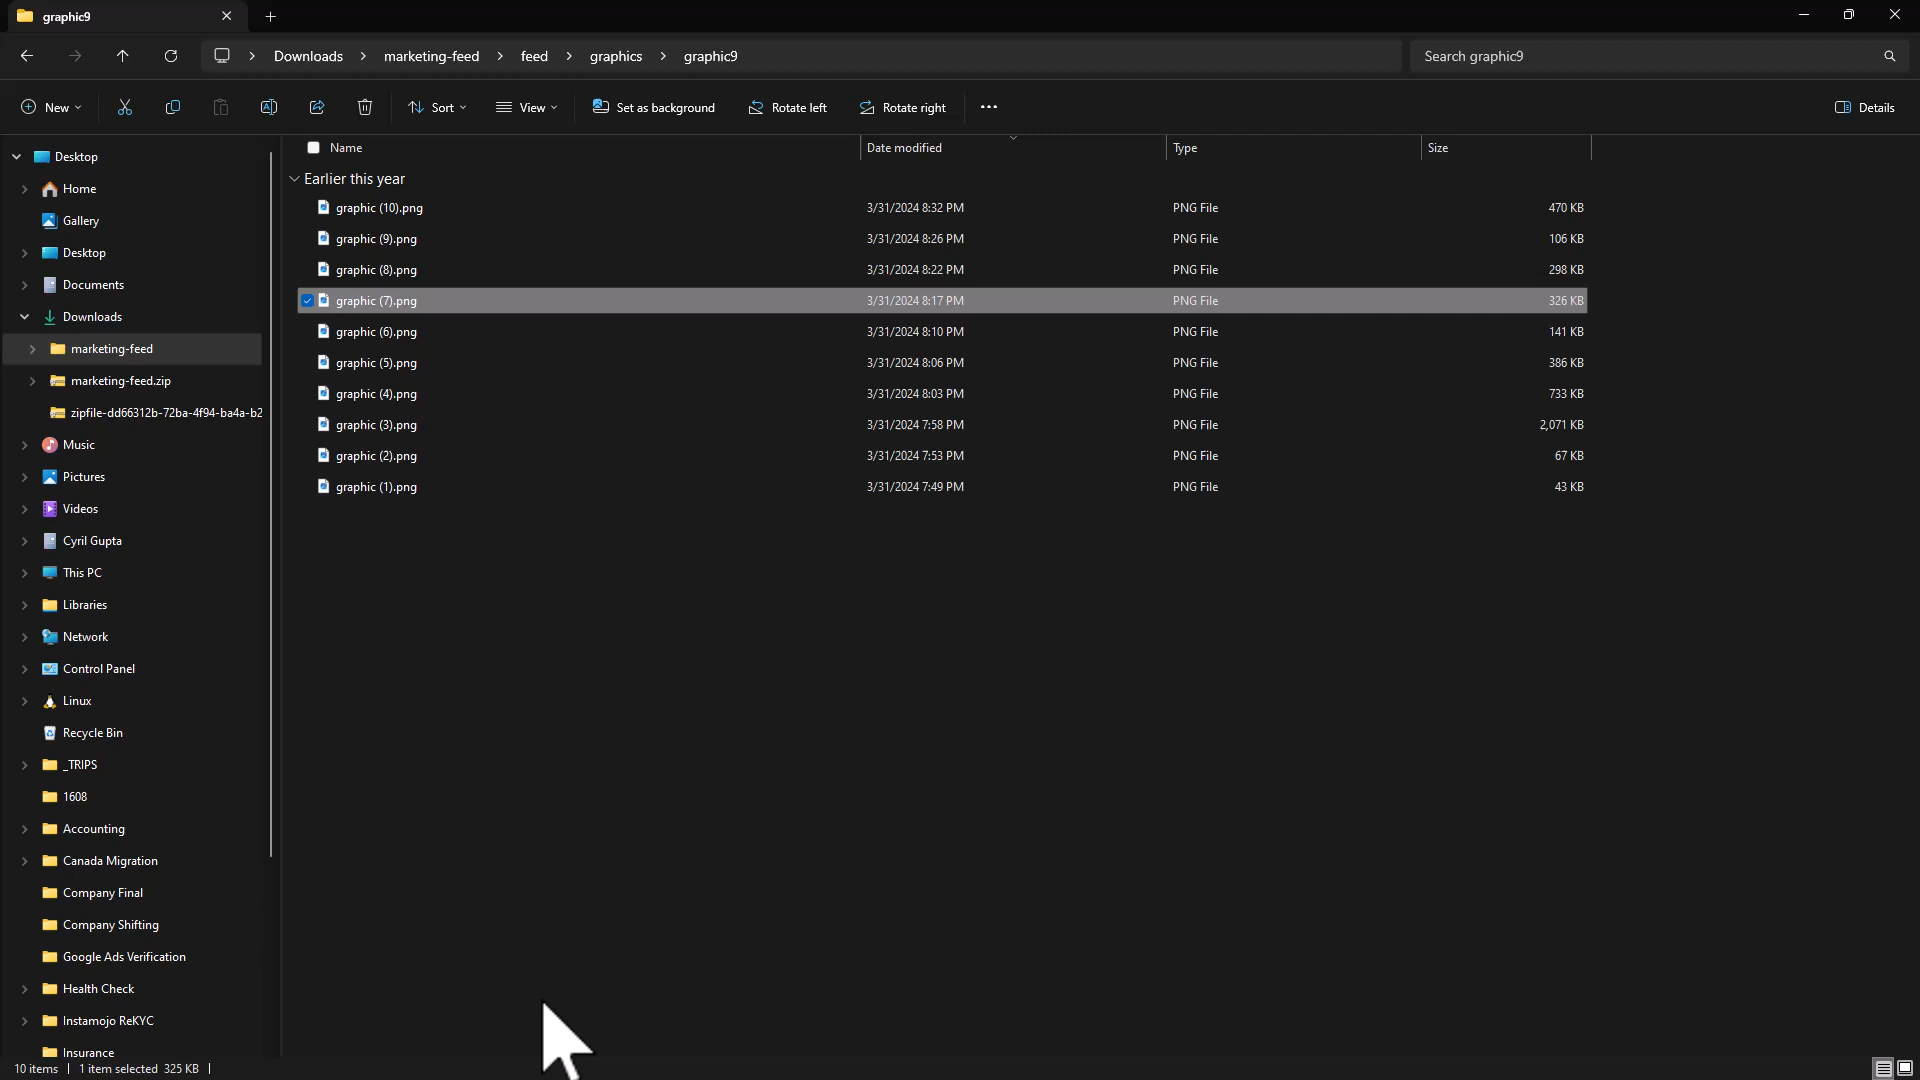 graphic9
Downloads > marketing-feed > feed > graphics > graphic9
Search graphic9
New
Sort
View
Set as background
Rotate left
Rotate right
Details
Desktop
Home
Gallery
Desktop
Documents
Downloads
marketing-feed
marketing-feed.zip
zipfile-dd66312b-72ba-4f94-ba4a-b2
Music
Pictures
Videos
Cyril Gupta
This PC
Libraries
Network
Control Panel
Linux
Recycle Bin
_TRIPS
1608
Accounting
Canada Migration
Company Final
Company Shifting
Google Ads Verification
Health Check
Instamojo ReKYC
Insurance
Name Date modified Type Size
Earlier this year
graphic (10).png 3/31/2024 8:32 PM PNG File 470 KB
graphic (9).png 3/31/2024 8:26 PM PNG File 106 KB
graphic (8).png 3/31/2024 8:22 PM PNG File 298 KB
graphic (7).png 3/31/2024 8:17 PM PNG File 326 KB
graphic (6).png 3/31/2024 8:10 PM PNG File 141 KB
graphic (5).png 3/31/2024 8:06 PM PNG File 386 KB
graphic (4).png 3/31/2024 8:03 PM PNG File 733 KB
graphic (3).png 3/31/2024 7:58 PM PNG File 2,071 KB
graphic (2).png 3/31/2024 7:53 PM PNG File 67 KB
graphic (1).png 3/31/2024 7:49 PM PNG File 43 KB
10 items | 1 item selected 325 KB |